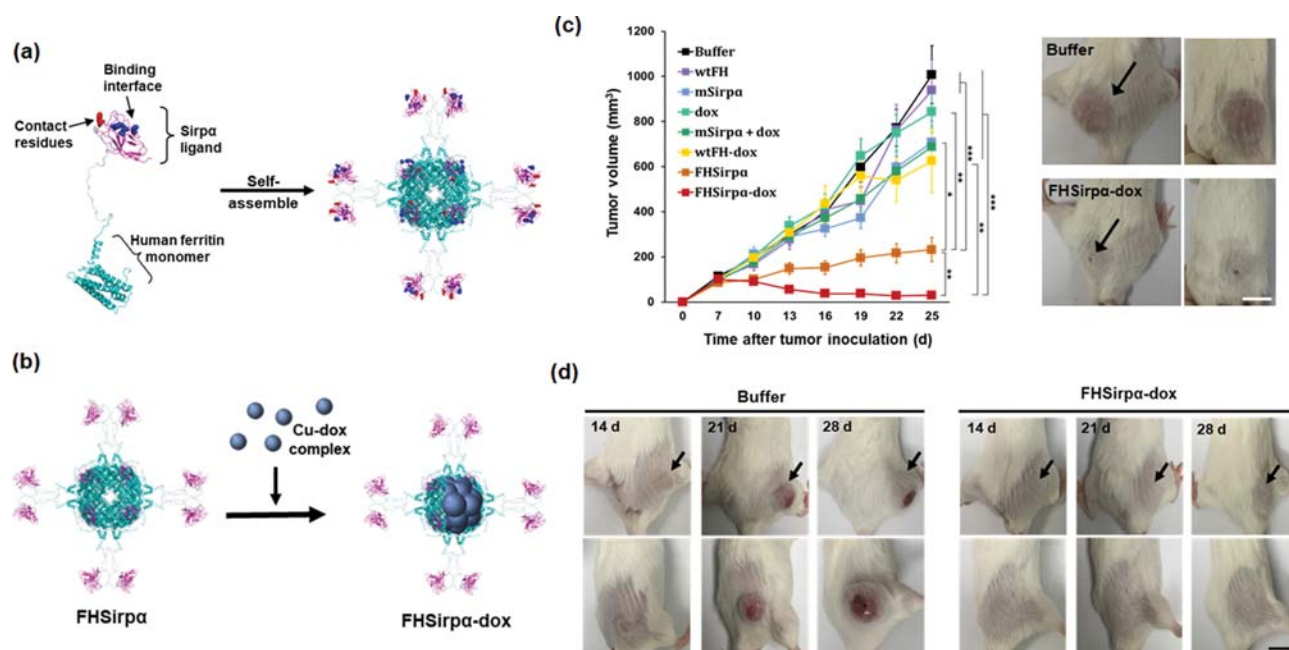 (a)
Binding
interface
Contact
residues
Sirpα
ligand
Self-
assemble
Human ferritin
monomer
(b)
Cu-dox
complex
FHSirpα
FHSirpα-dox
(c)
1200
1000
800
600
400
200
0
Tumor volume (mm³)
Buffer
wtFH
mSirpα
dox
mSirpα + dox
wtFH-dox
FHSirpα
FHSirpα-dox
*
**
***
**
***
**
0 7 10 13 16 19 22 25
Time after tumor inoculation (d)
Buffer
FHSirpα-dox
(d)
Buffer
14 d 21 d 28 d
FHSirpα-dox
14 d 21 d 28 d